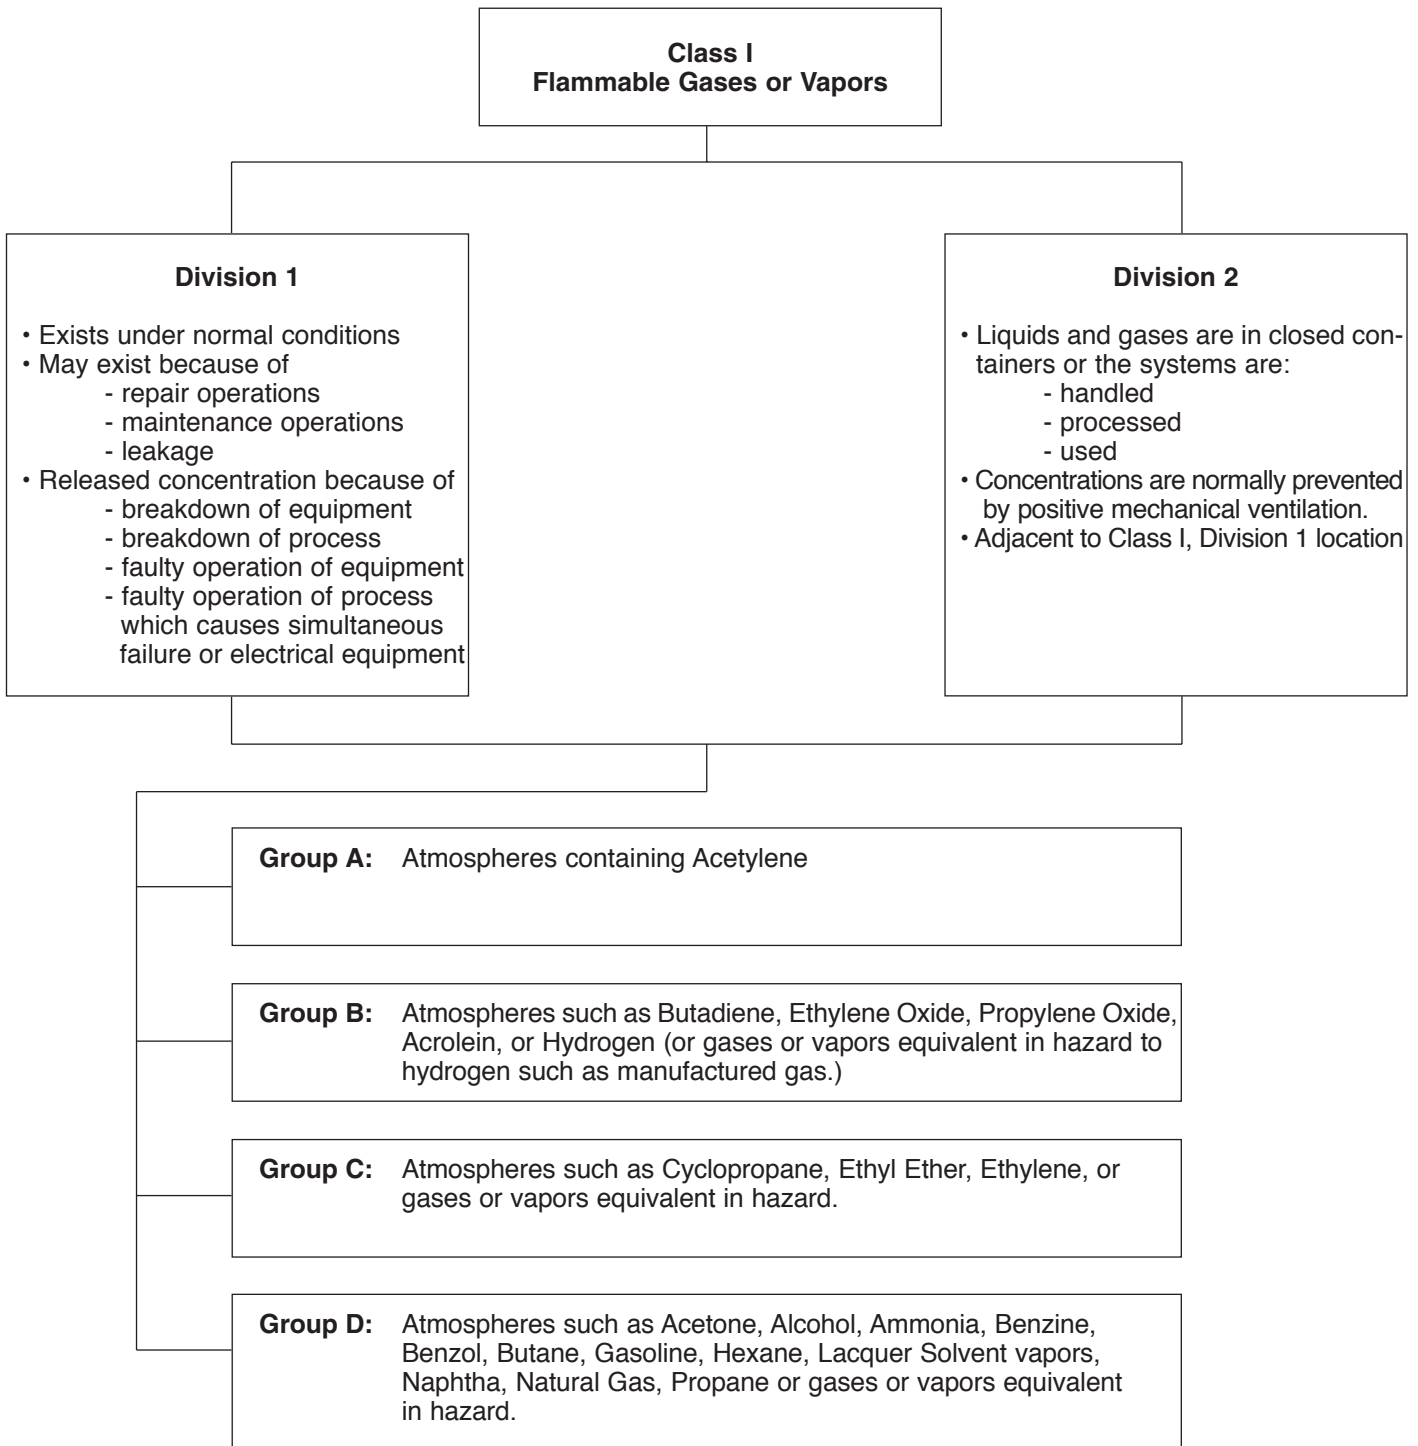 Class I
Flammable Gases or Vapors
Division 1
• Exists under normal conditions
• May exist because of
- repair operations
- maintenance operations
- leakage
• Released concentration because of
- breakdown of equipment
- breakdown of process
- faulty operation of equipment
- faulty operation of process
which causes simultaneous
failure or electrical equipment
Division 2
• Liquids and gases are in closed con-
tainers or the systems are:
- handled
- processed
- used
• Concentrations are normally prevented
by positive mechanical ventilation.
• Adjacent to Class I, Division 1 location
Group A: Atmospheres containing Acetylene
Group B: Atmospheres such as Butadiene, Ethylene Oxide, Propylene Oxide,
Acrolein, or Hydrogen (or gases or vapors equivalent in hazard to
hydrogen such as manufactured gas.)
Group C: Atmospheres such as Cyclopropane, Ethyl Ether, Ethylene, or
gases or vapors equivalent in hazard.
Group D: Atmospheres such as Acetone, Alcohol, Ammonia, Benzine,
Benzol, Butane, Gasoline, Hexane, Lacquer Solvent vapors,
Naphtha, Natural Gas, Propane or gases or vapors equivalent
in hazard.